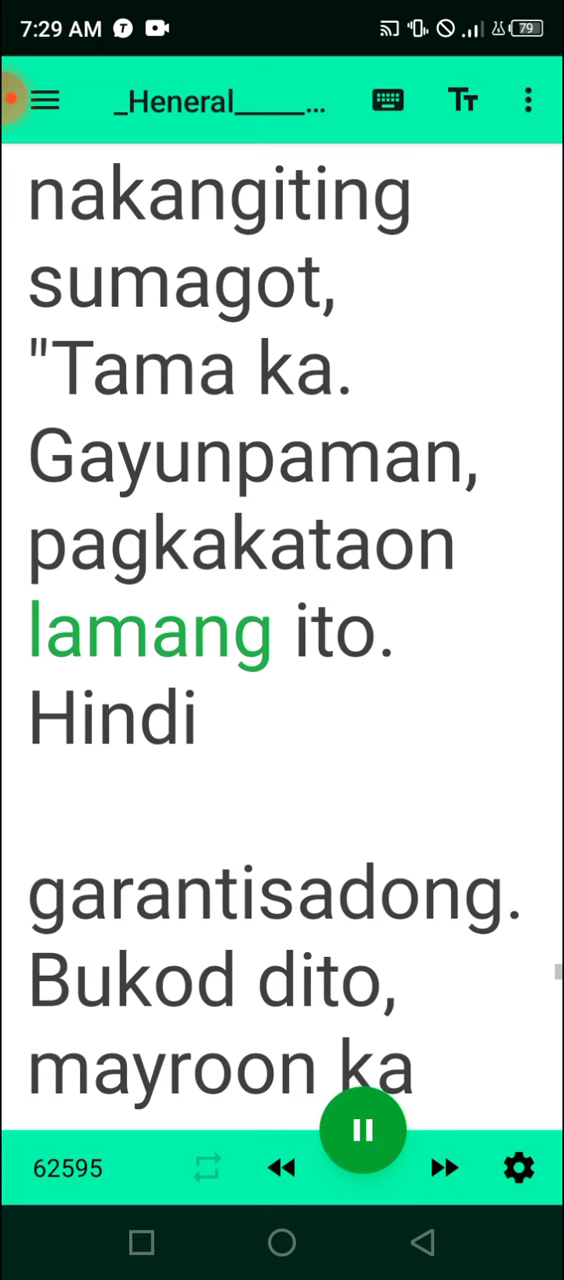 7:29 AM
79
_Heneral_____...
nakangiting
sumagot,
"Tama ka.
Gayunpaman,
pagkakataon
lamang ito.
Hindi
garantisadong.
Bukod dito,
mayroon ka
62595